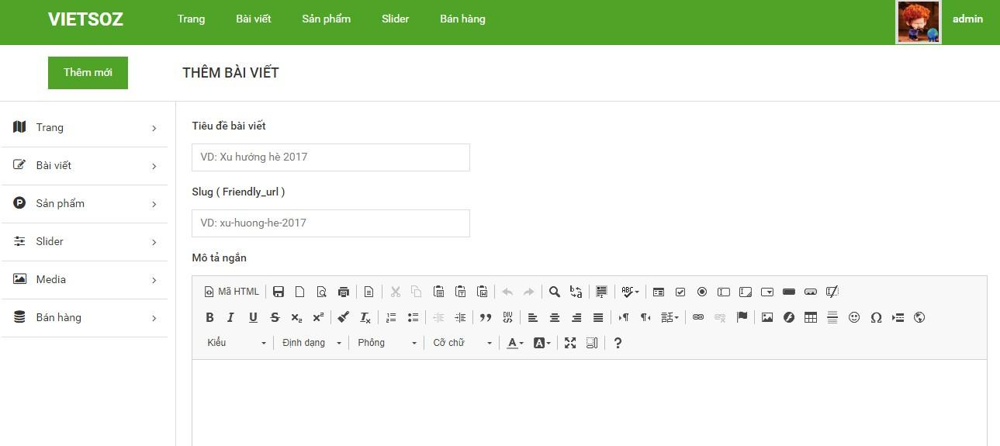 VIETSOZ Trang Bài viết Sản phẩm Slider Bán hàng admin
Thêm mới THÊM BÀI VIẾT
Trang
Bài viết
Sản phẩm
Slider
Media
Bán hàng
Tiêu đề bài viết
VD: Xu hướng hè 2017
Slug ( Friendly_url )
VD: xu-huong-he-2017
Mô tả ngắn
Mã HTML
Kiểu Định dạng Phông Cỡ chữ